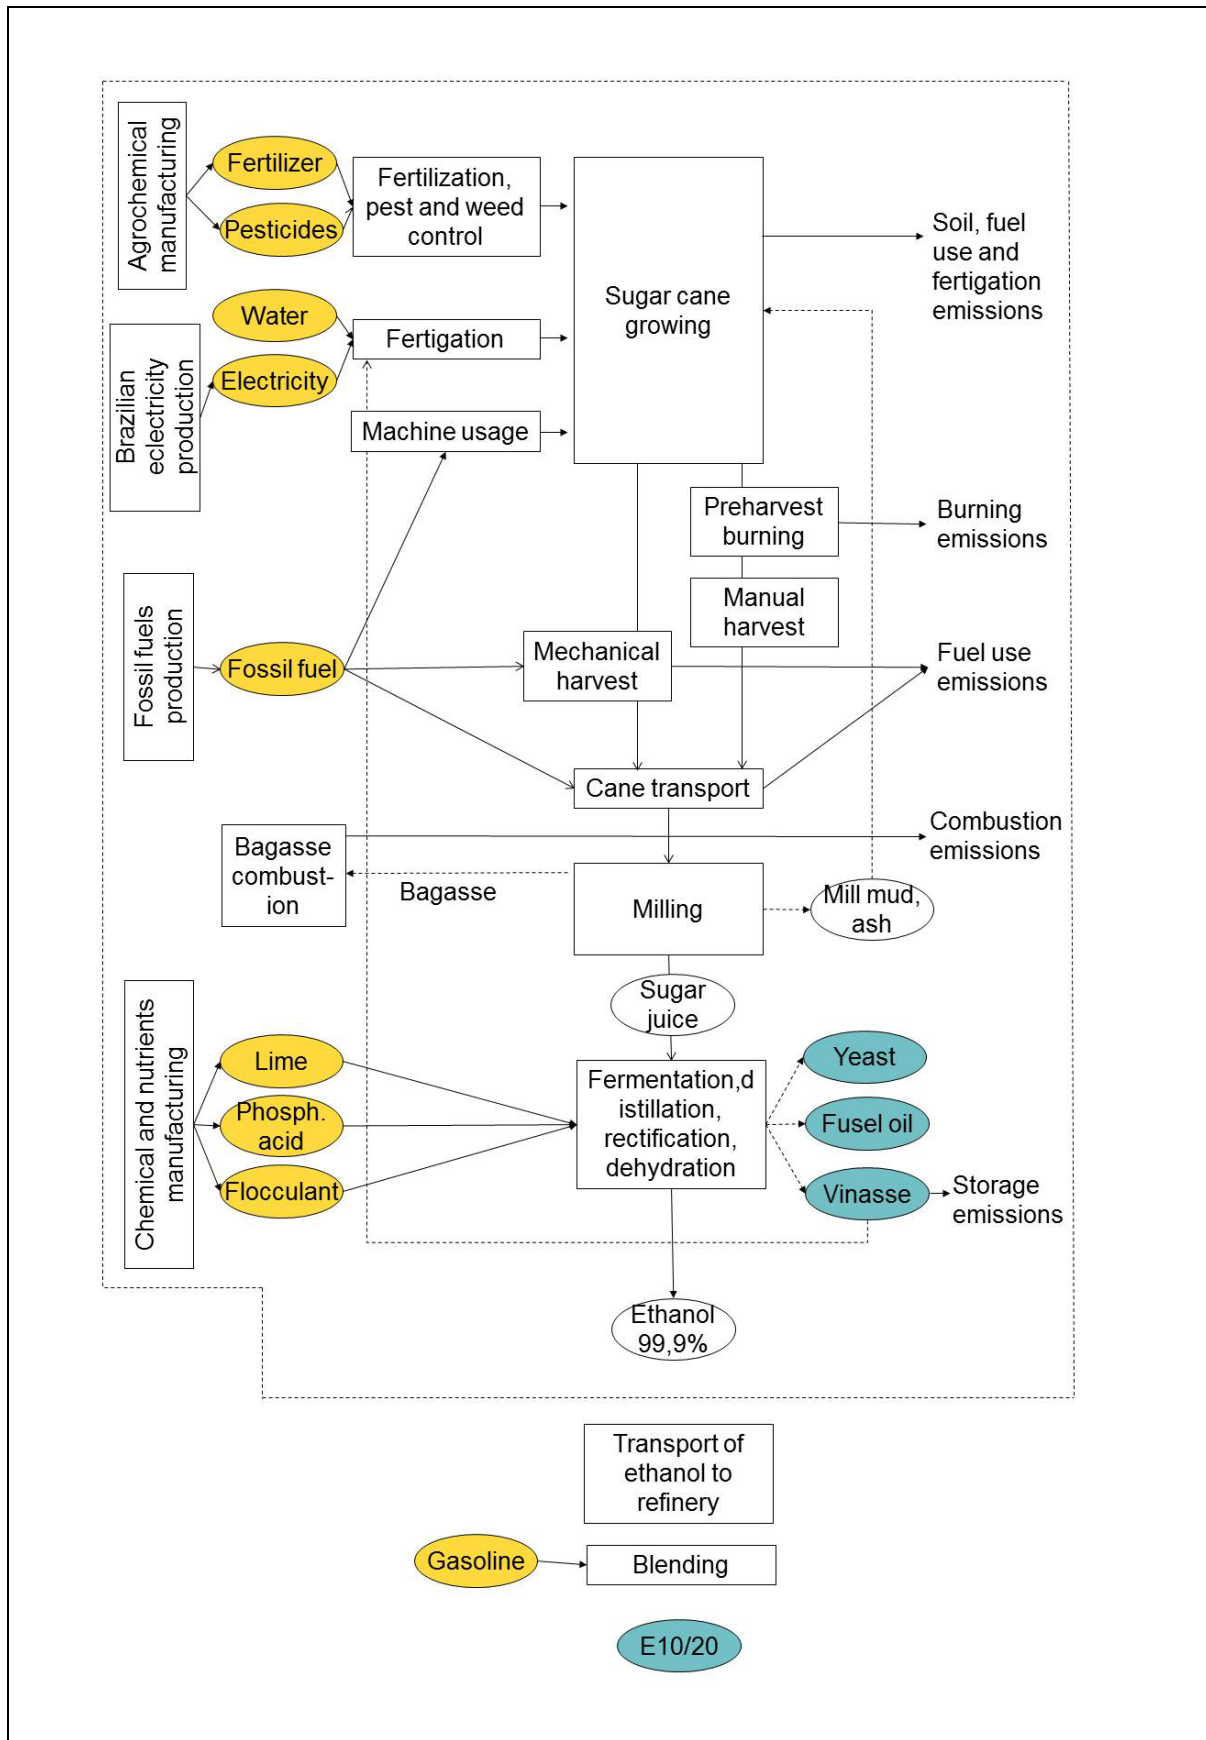 Agrochemical
manufacturing
Fertilizer
Pesticides
Fertilization,
pest and weed
control
Sugar cane
growing
Soil, fuel
use and
fertigation
emissions
Brazilian
eclectricity
production
Water
Electricity
Fertigation
Machine usage
Preharvest
burning
Burning
emissions
Manual
harvest
Fossil fuels
production
Fossil fuel
Mechanical
harvest
Fuel use
emissions
Cane transport
Bagasse
combust-
ion
Bagasse
Combustion
emissions
Milling
Mill mud,
ash
Sugar
juice
Chemical and nutrients
manufacturing
Lime
Phosph.
acid
Flocculant
Fermentation,d
istillation,
rectification,
dehydration
Yeast
Fusel oil
Vinasse
Storage
emissions
Ethanol
99,9%
Transport of
ethanol to
refinery
Gasoline
Blending
E10/20